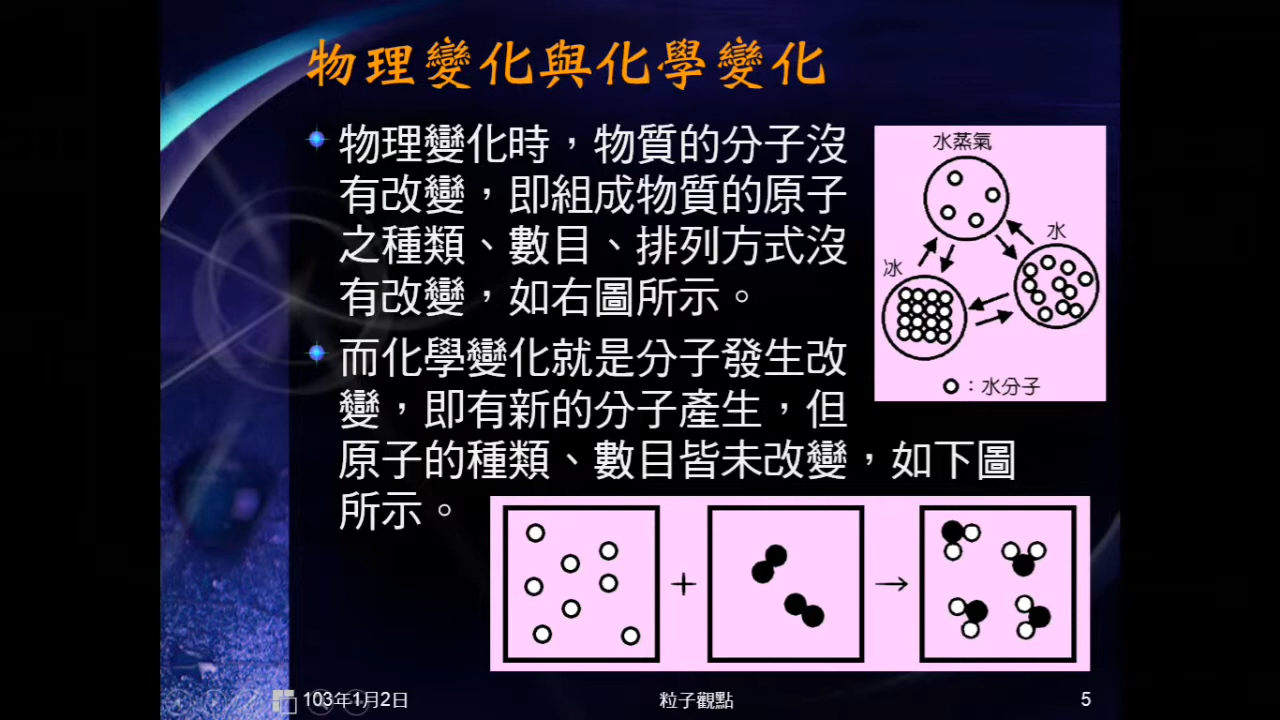 物理變化與化學變化
物理變化時，物質的分子沒
有改變，即組成物質的原子
之種類、數目、排列方式沒
有改變，如右圖所示。
而化學變化就是分子發生改
變，即有新的分子產生，但
原子的種類、數目皆未改變，如下圖
所示。
水蒸氣
水
冰
：水分子
+
→
103年1月2日
粒子觀點
5